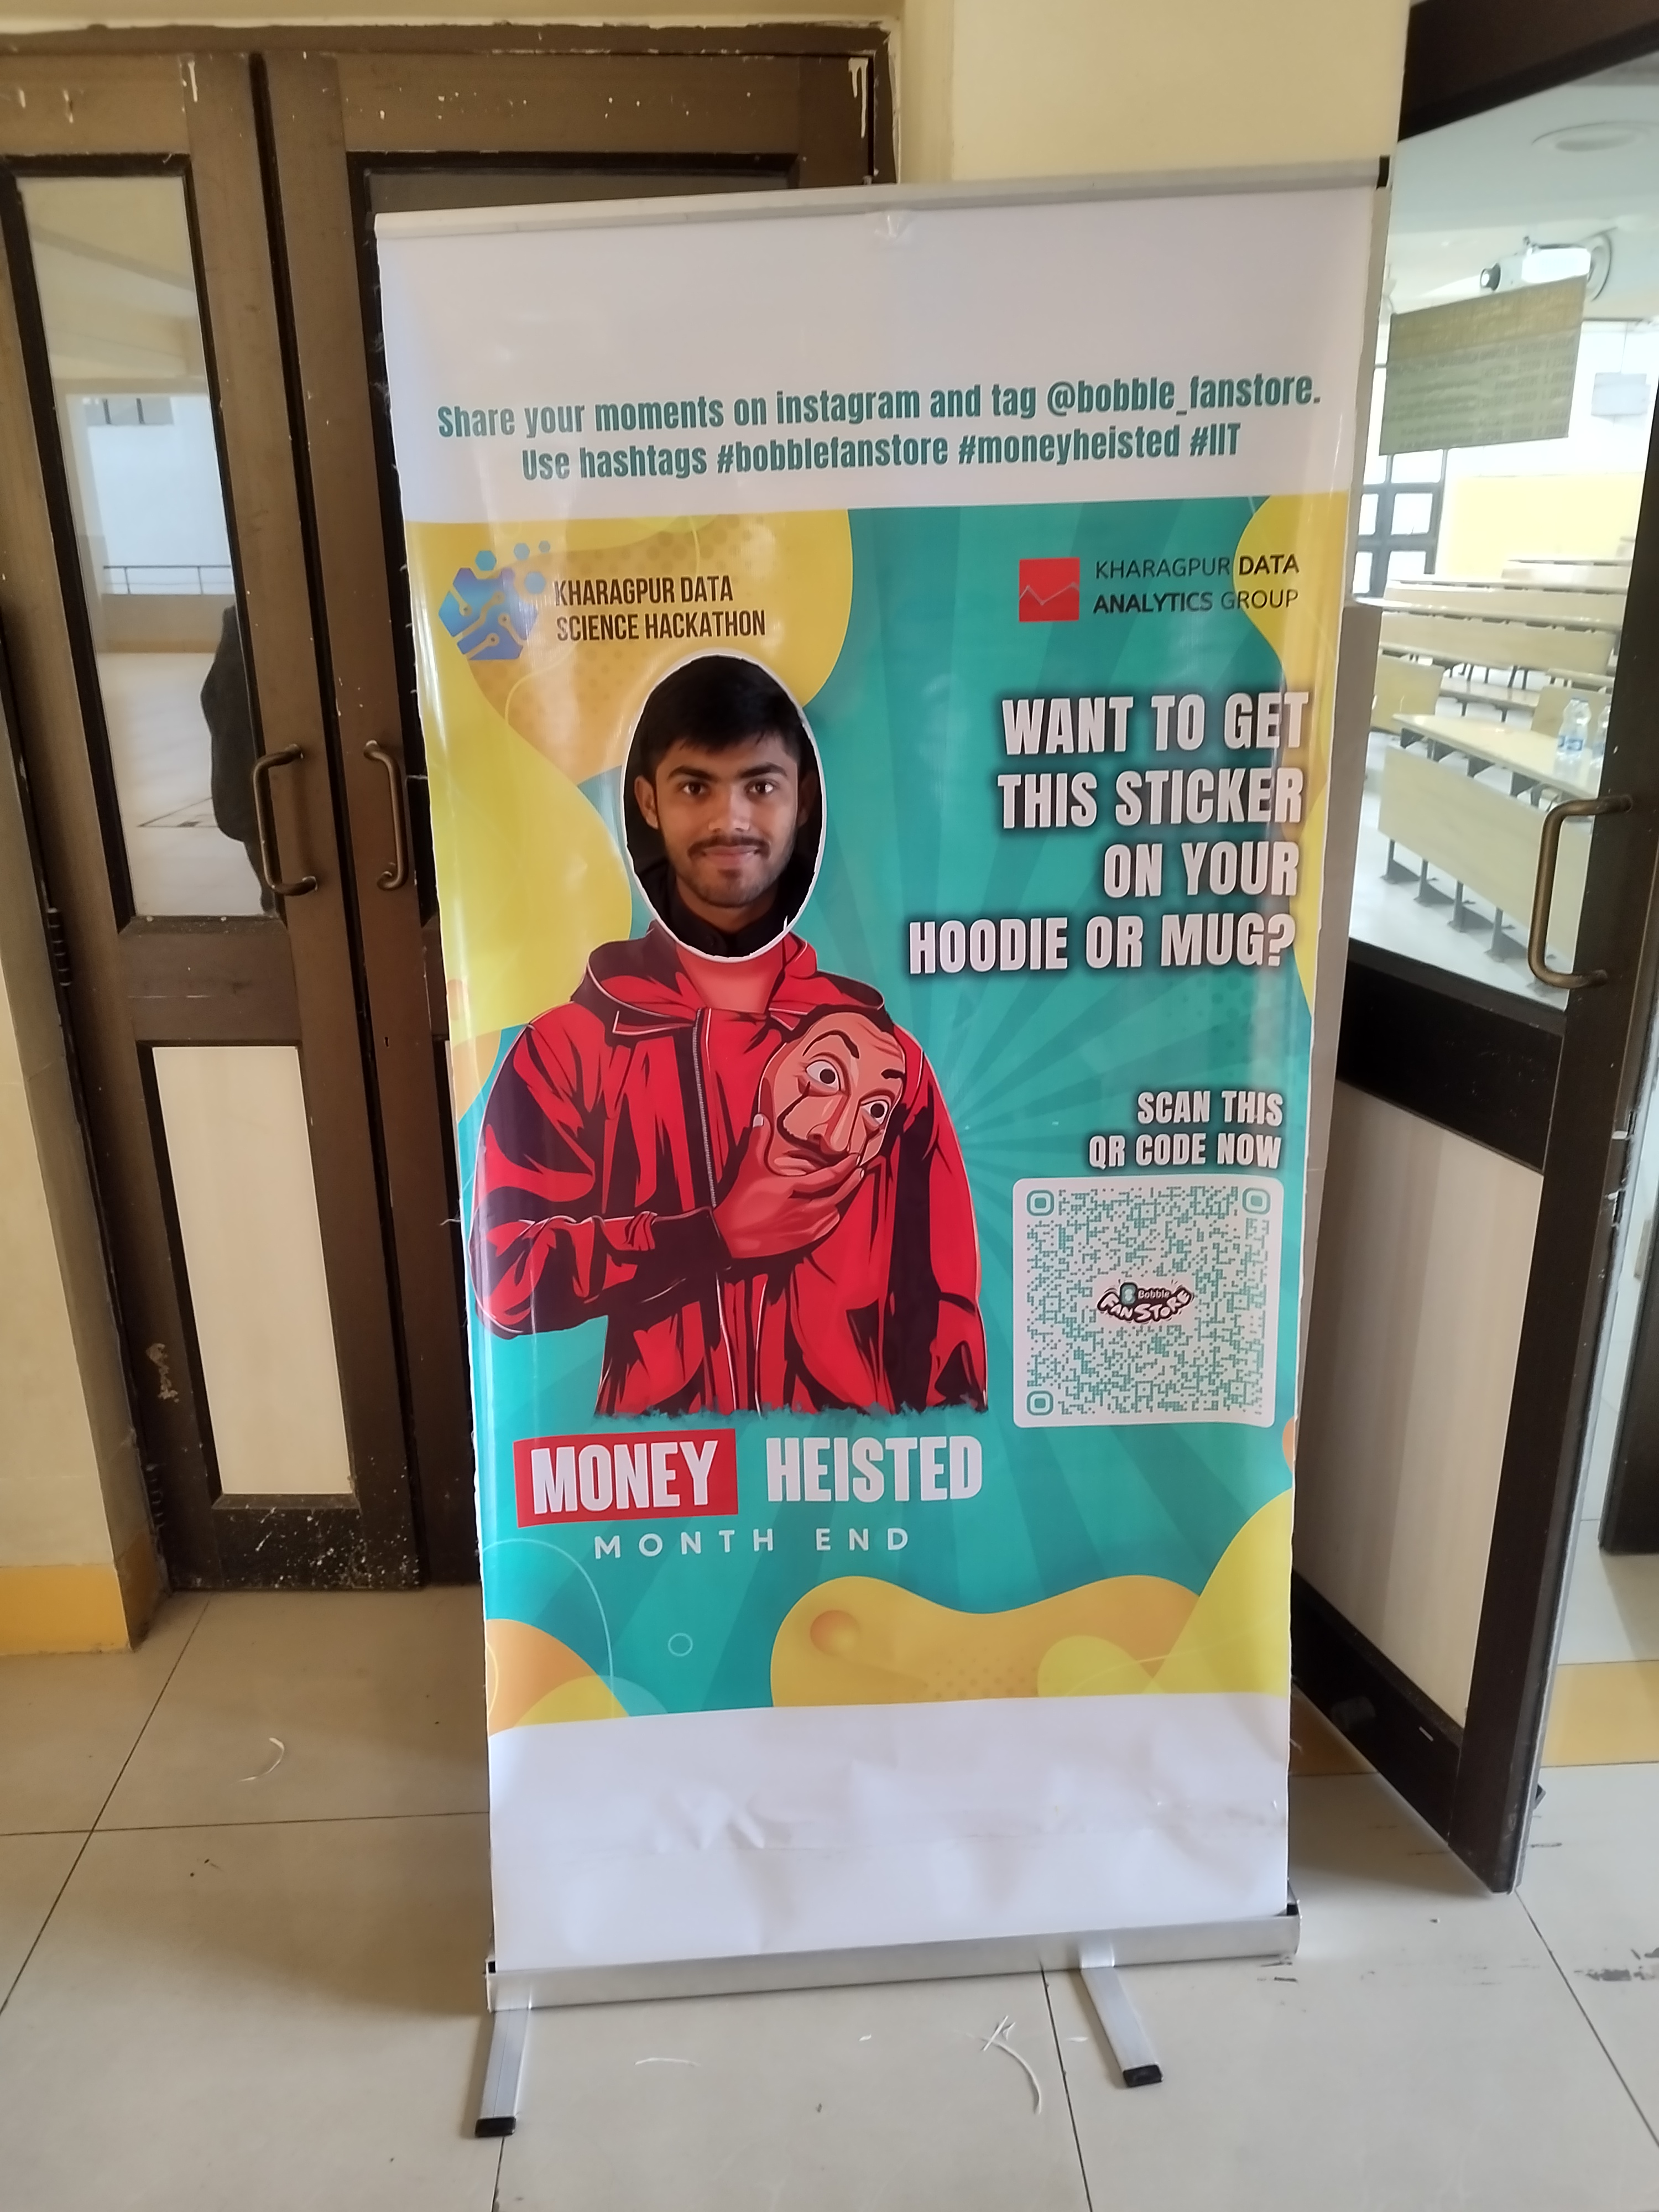 Share your moments on instagram and tag @bobble_fanstore.
Use hashtags #bobblefanstore #moneyheisted #IIT
KHARAGPUR DATA
SCIENCE HACKATHON
KHARAGPUR DATA
ANALYTICS GROUP
WANT TO GET
THIS STICKER
ON YOUR
HOODIE OR MUG?
SCAN THIS
QR CODE NOW
Bobble
FAN STORE
MONEY HEISTED
MONTH END